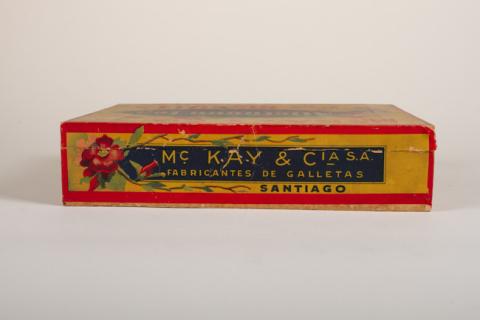 Mc KAY & CIA S.A.
FABRICANTES DE GALLETAS
SANTIAGO